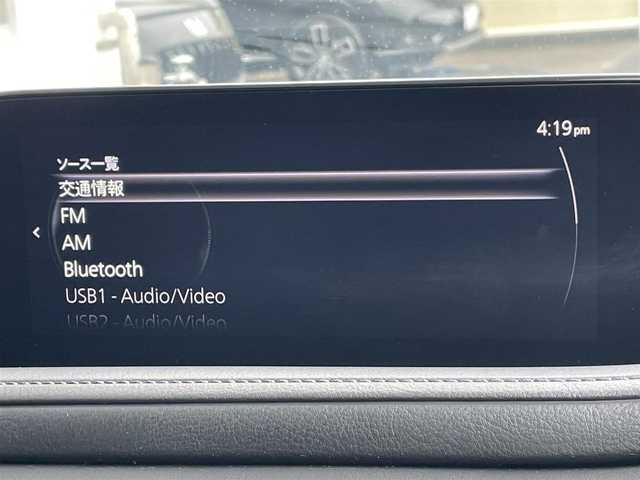 4:19pm
ソース一覧
交通情報
FM
AM
Bluetooth
USB1 - Audio/Video
USB2 - Audio/Video